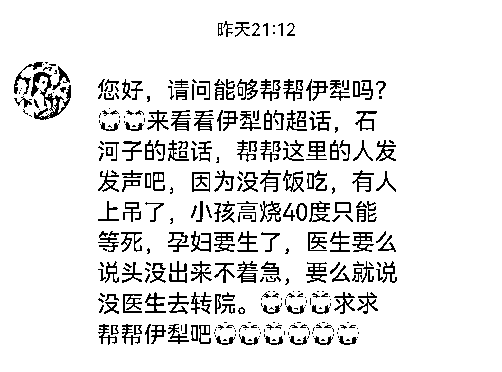 昨天21:12
您好，请问能够帮帮伊犁吗？
来看看伊犁的超话，石
河子的超话，帮帮这里的人发
发声吧，因为没有饭吃，有人
上吊了，小孩高烧40度只能
等死，孕妇要生了，医生要么
说头没出来不着急，要么就说
没医生去转院。求求
帮帮伊犁吧